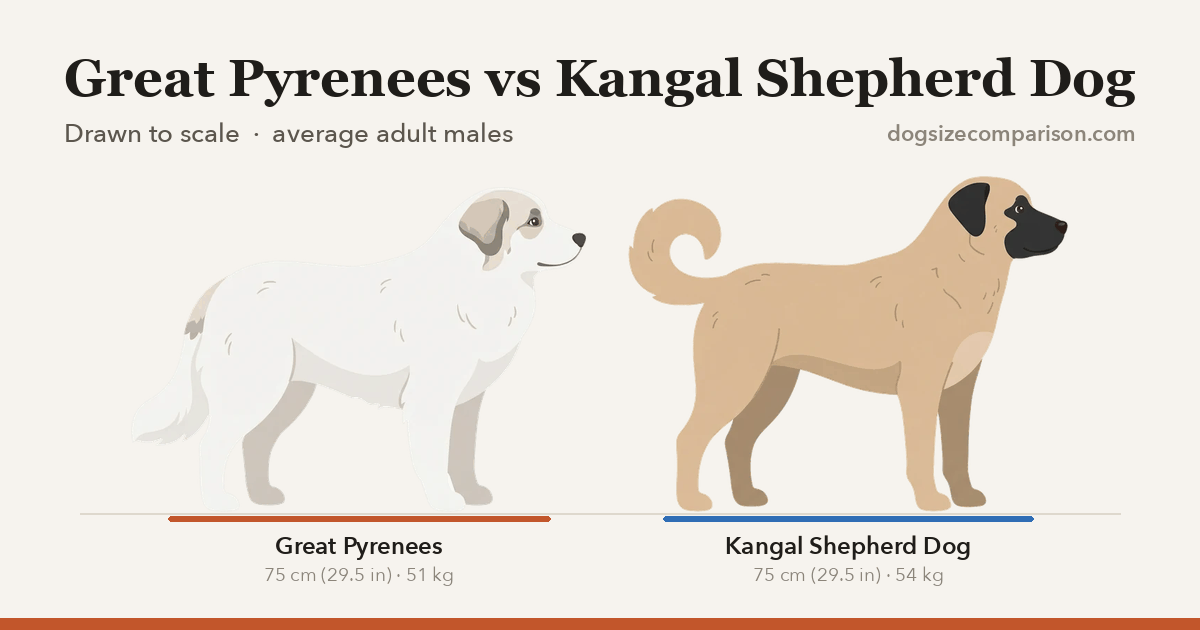 Great Pyrenees vs Kangal Shepherd Dog
Drawn to scale · average adult males
dogsizecomparison.com
Great Pyrenees
75 cm (29.5 in) · 51 kg
Kangal Shepherd Dog
75 cm (29.5 in) · 54 kg